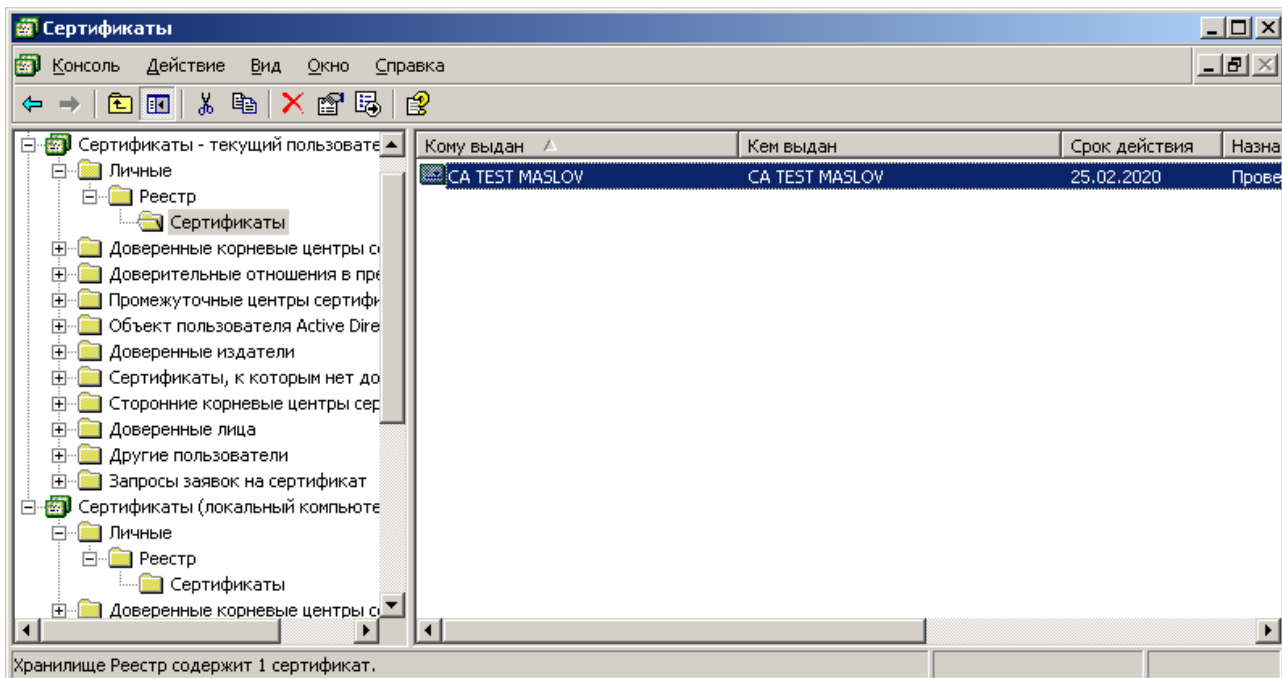 Сертификаты
Консоль Действие Вид Окно Справка
Сертификаты - текущий пользовате
Личные
Реестр
Сертификаты
Доверенные корневые центры с
Доверительные отношения в пре
Промежуточные центры сертифи
Объект пользователя Active Dire
Доверенные издатели
Сертификаты, к которым нет до
Сторонние корневые центры сер
Доверенные лица
Другие пользователи
Запросы заявок на сертификат
Сертификаты (локальный компьюте
Личные
Реестр
Сертификаты
Доверенные корневые центры с
Кому выдан Кем выдан Срок действия Назна
CA TEST MASLOV CA TEST MASLOV 25.02.2020 Прове
Хранилище Реестр содержит 1 сертификат.